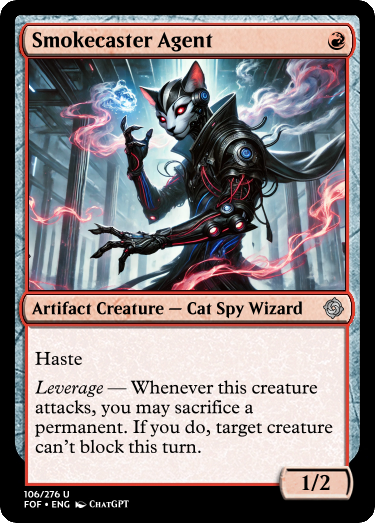 Smokecaster Agent
Artifact Creature — Cat Spy Wizard
Haste
Leverage — Whenever this creature
attacks, you may sacrifice a
permanent. If you do, target creature
can't block this turn.
1/2
106/276 U
FOF • ENG ChatGPT